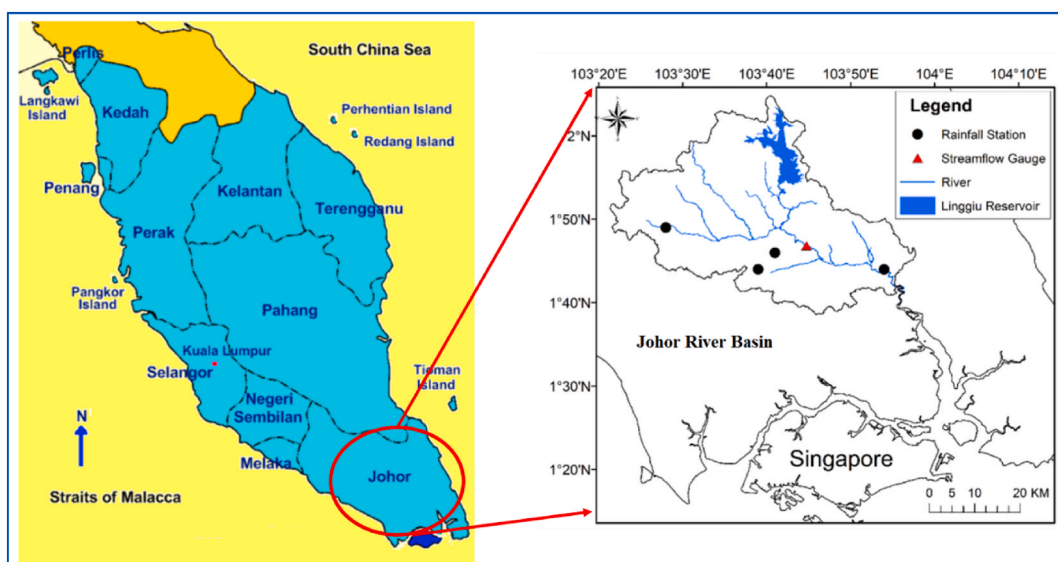 South China Sea
Perlis
Langkawi
Island
Kedah
Perhentian Island
Redang Island
Penang
Kelantan
Terengganu
Perak
Pangkor
Island
Pahang
Kuala Lumpur
Selangor
Tioman
Island
Negeri
Sembilan
N
Melaka
Johor
Straits of Malacca
103°20'E 103°30'E 103°40'E 103°50'E 104°E 104°10'E
2°N
1°50'N
1°40'N
1°30'N
1°20'N
Legend
Rainfall Station
Streamflow Gauge
River
Linggiu Reservoir
Johor River Basin
Singapore
0 5 10 20 KM